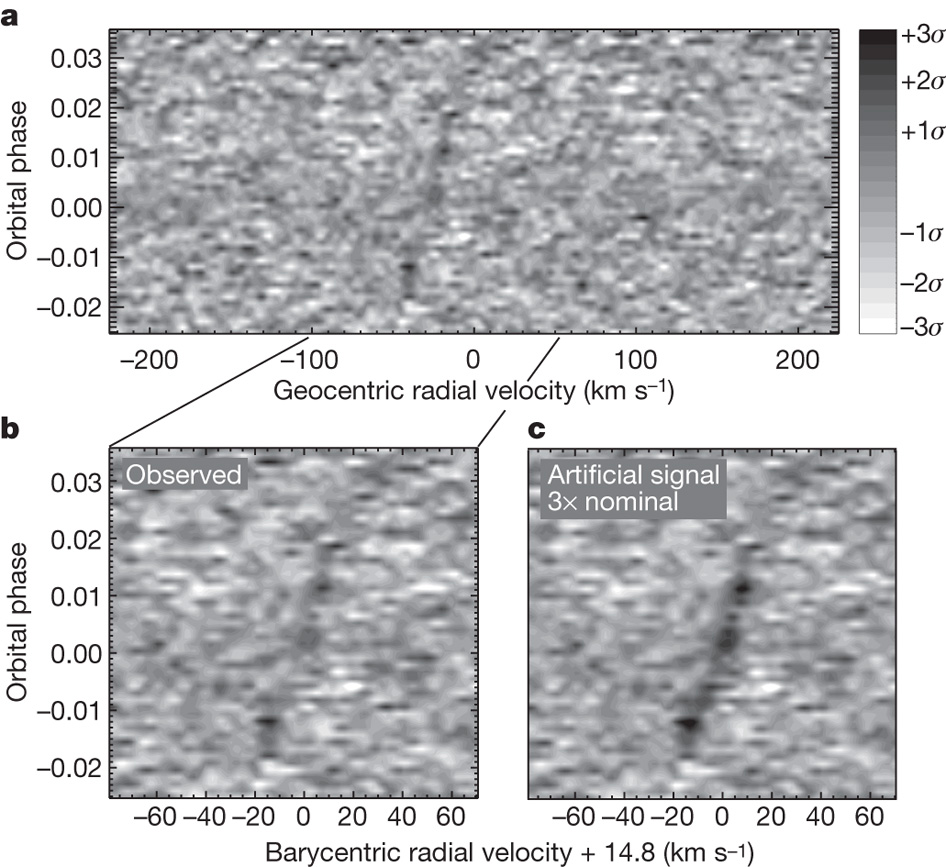 a
+3σ
+2σ
+1σ
−1σ
−2σ
−3σ
Orbital phase
0.03
0.02
0.01
0.00
−0.01
−0.02
−200 −100 0 100 200
Geocentric radial velocity (km s⁻¹)
b
Observed
Orbital phase
0.03
0.02
0.01
0.00
−0.01
−0.02
−60 −40 −20 0 20 40 60
c
Artificial signal
3× nominal
−60 −40 −20 0 20 40 60
Barycentric radial velocity + 14.8 (km s⁻¹)